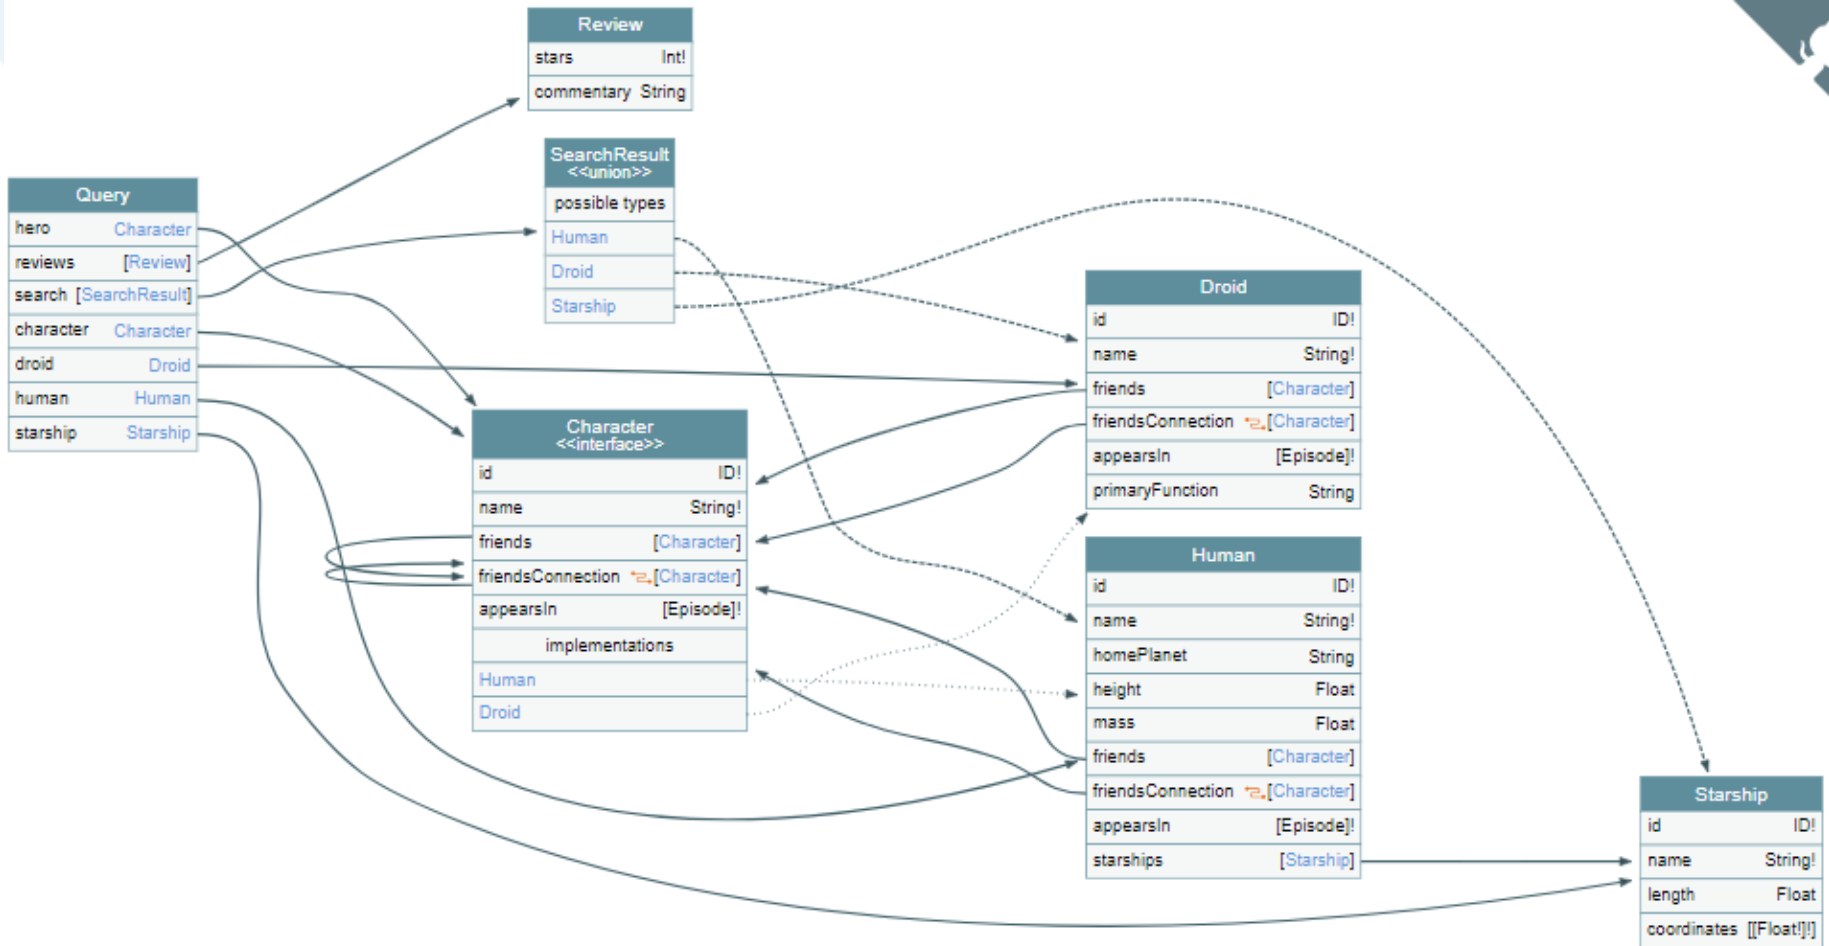 Review
stars Int!
commentary String
SearchResult
<<union>>
possible types
Human
Droid
Starship
Query
hero Character
reviews [Review]
search [SearchResult]
character Character
droid Droid
human Human
starship Starship
Character
<<interface>>
id ID!
name String!
friends [Character]
friendsConnection [Character]
appearsIn [Episode]!
implementations
Human
Droid
Droid
id ID!
name String!
friends [Character]
friendsConnection [Character]
appearsIn [Episode]!
primaryFunction String
Human
id ID!
name String!
homePlanet String
height Float
mass Float
friends [Character]
friendsConnection [Character]
appearsIn [Episode]!
starships [Starship]
Starship
id ID!
name String!
length Float
coordinates [[Float!]!]